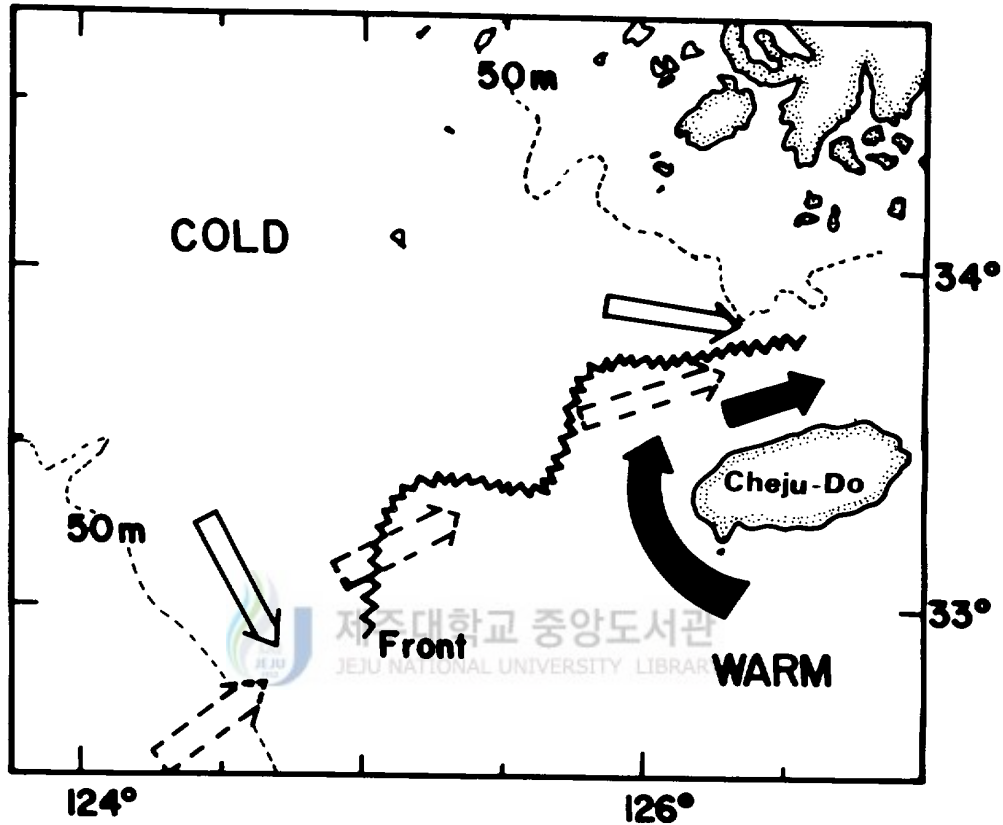 50m
COLD
34°
Cheju-Do
50m
33°
제주대학교 중앙도서관
Front
JEJU NATIONAL UNIVERSITY LIBRARY
WARM
JEJU
124°
126°